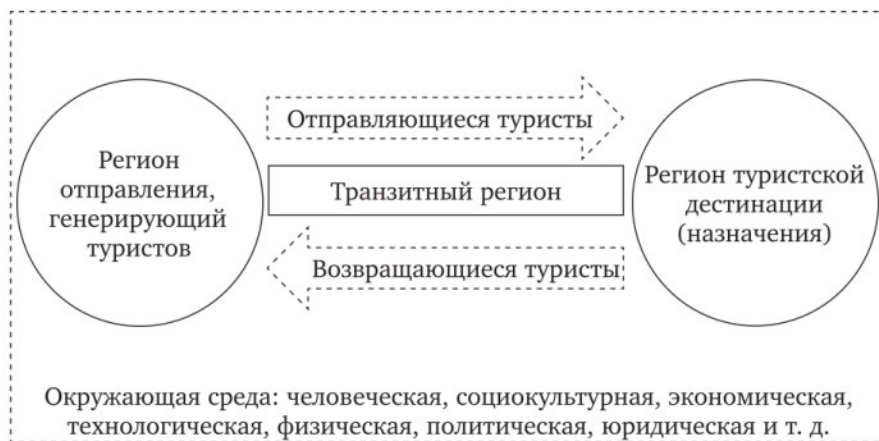 Отправляющиеся туристы
Регион
отправления,
генерирующий
туристов
Транзитный регион
Регион туристской
дестинации
(назначения)
Возвращающиеся туристы
Окружающая среда: человеческая, социокультурная, экономическая,
технологическая, физическая, политическая, юридическая и т. д.